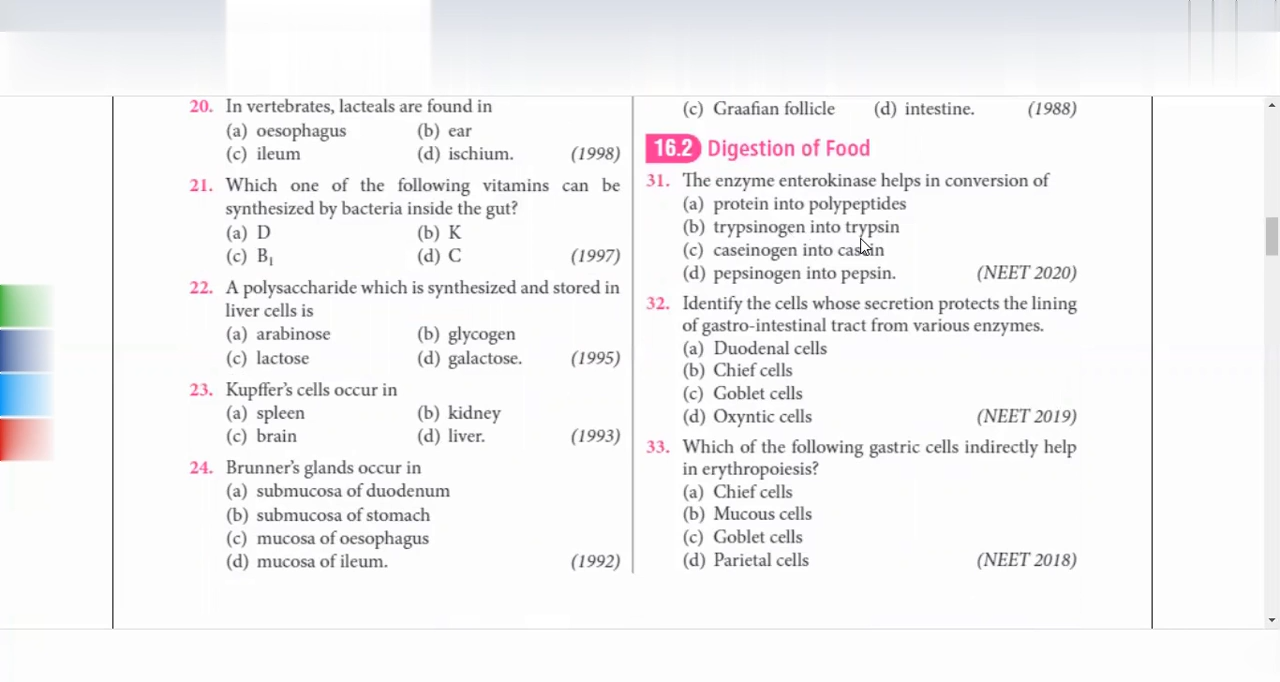 20. In vertebrates, lacteals are found in
(a) oesophagus (b) ear
(c) ileum (d) ischium. (1998)
21. Which one of the following vitamins can be
synthesized by bacteria inside the gut?
(a) D (b) K
(c) B₁ (d) C (1997)
22. A polysaccharide which is synthesized and stored in
liver cells is
(a) arabinose (b) glycogen
(c) lactose (d) galactose. (1995)
23. Kupffer's cells occur in
(a) spleen (b) kidney
(c) brain (d) liver. (1993)
24. Brunner's glands occur in
(a) submucosa of duodenum
(b) submucosa of stomach
(c) mucosa of oesophagus
(d) mucosa of ileum. (1992)
(c) Graafian follicle (d) intestine. (1988)
16.2 Digestion of Food
31. The enzyme enterokinase helps in conversion of
(a) protein into polypeptides
(b) trypsinogen into trypsin
(c) caseinogen into casein
(d) pepsinogen into pepsin. (NEET 2020)
32. Identify the cells whose secretion protects the lining
of gastro-intestinal tract from various enzymes.
(a) Duodenal cells
(b) Chief cells
(c) Goblet cells
(d) Oxyntic cells (NEET 2019)
33. Which of the following gastric cells indirectly help
in erythropoiesis?
(a) Chief cells
(b) Mucous cells
(c) Goblet cells
(d) Parietal cells (NEET 2018)